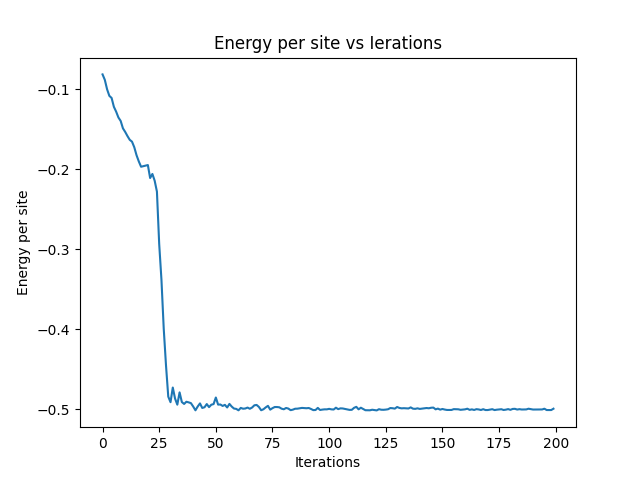 Energy per site vs Ierations
Energy per site
−0.1
−0.2
−0.3
−0.4
−0.5
0 25 50 75 100 125 150 175 200
Iterations